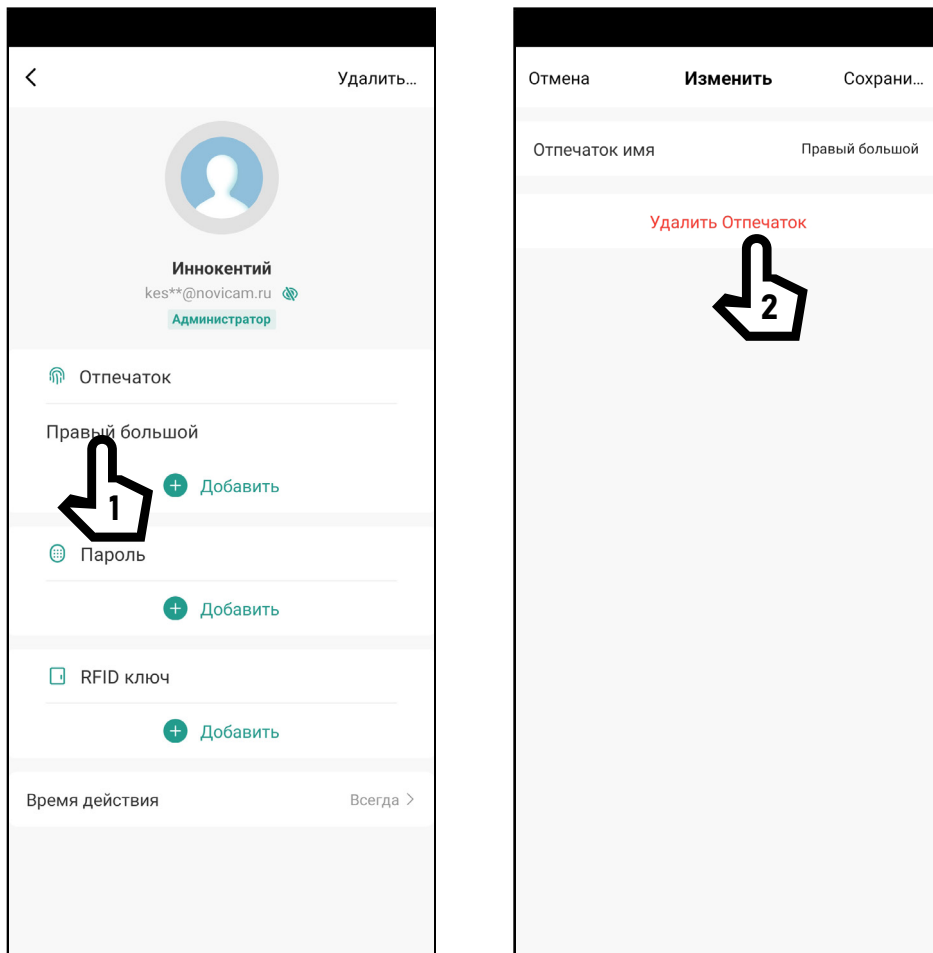 Удалить...
Иннокентий
kes**@novicam.ru
Администратор
Отпечаток
Правый большой
1
Добавить
Пароль
Добавить
RFID ключ
Добавить
Время действия
Всегда
Отмена
Изменить
Сохрани...
Отпечаток имя
Правый большой
Удалить Отпечаток
2